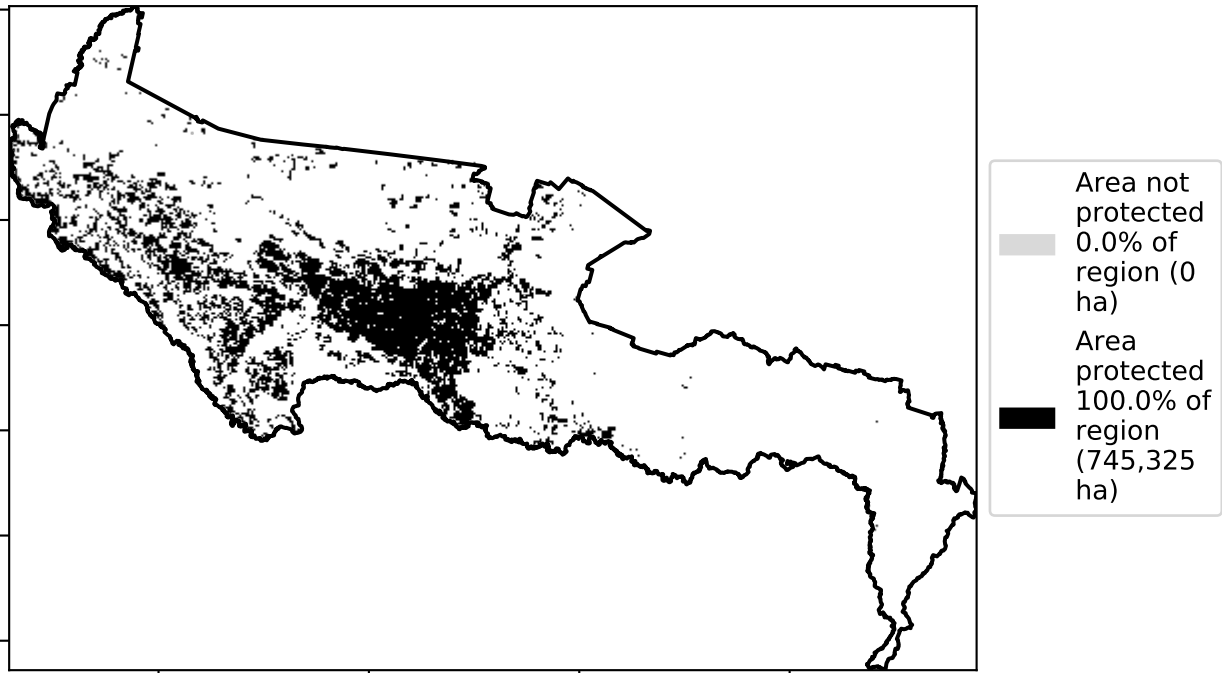 Area not
protected
0.0% of
region (0
ha)
Area
protected
100.0% of
region
(745,325
ha)